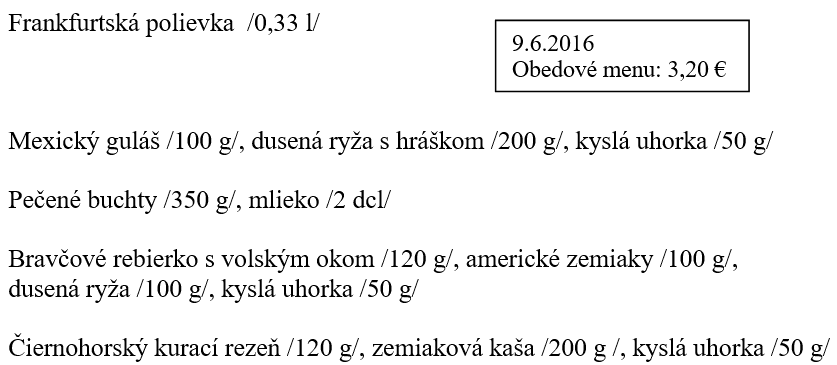 Frankfurtská polievka /0,33 l/
9.6.2016
Obedové menu: 3,20 €
Mexický guláš /100 g/, dusená ryža s hráškom /200 g/, kyslá uhorka /50 g/
Pečené buchty /350 g/, mlieko /2 dcl/
Bravčové rebierko s volským okom /120 g/, americké zemiaky /100 g/,
dusená ryža /100 g/, kyslá uhorka /50 g/
Čiernohorský kurací rezeň /120 g/, zemiaková kaša /200 g /, kyslá uhorka /50 g/